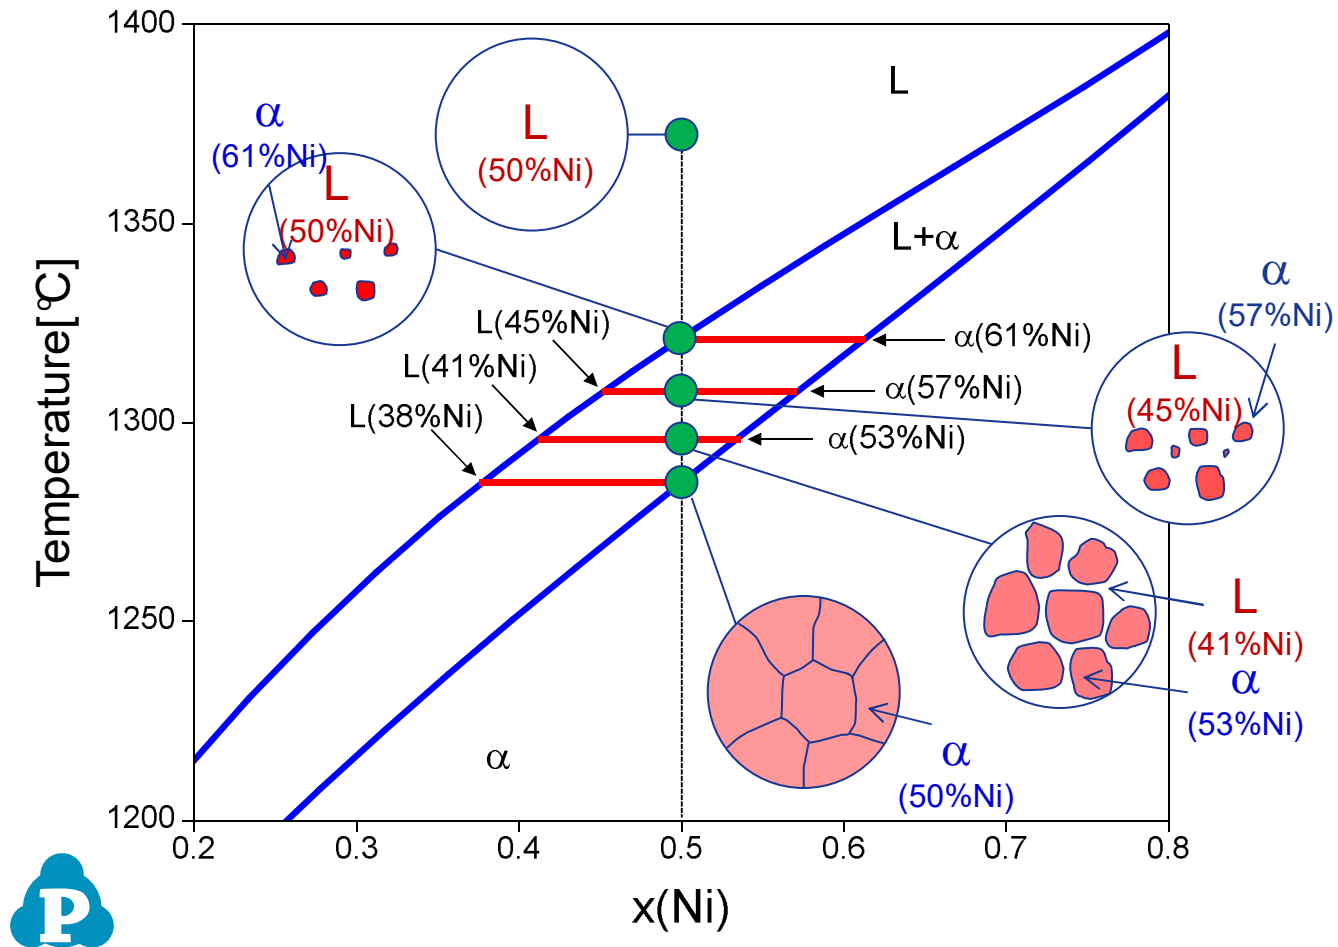 1400
L
L
(50%Ni)
α
(61%Ni)
L
(50%Ni)
1350
L+α
α
(57%Ni)
L(45%Ni)
α(61%Ni)
L(41%Ni)
α(57%Ni)
L
(45%Ni)
L(38%Ni)
α(53%Ni)
1300
Temperature[°C]
L
(41%Ni)
α
(53%Ni)
1250
α
α
(50%Ni)
1200
0.2
0.3
0.4
0.5
0.6
0.7
0.8
x(Ni)
P